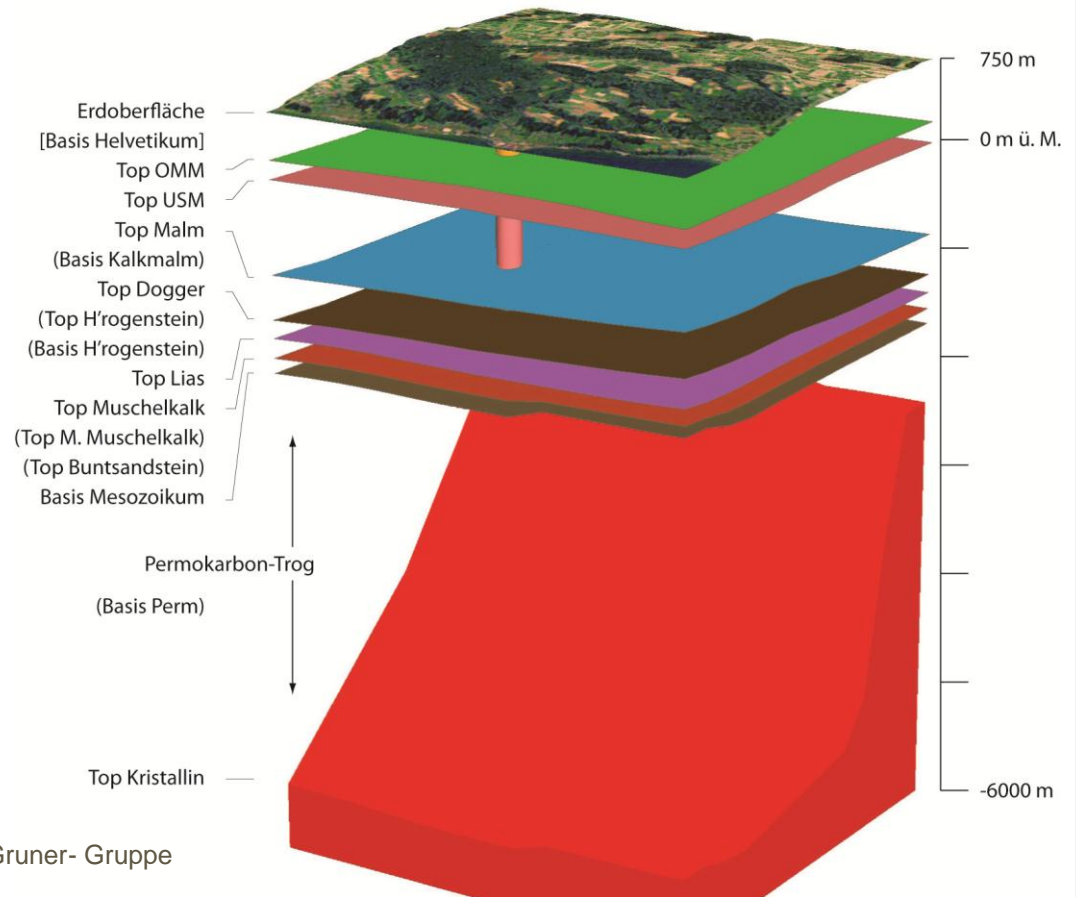 750 m
Erdoberfläche
[Basis Helvetikum]
0 m ü. M.
Top OMM
Top USM
Top Malm
(Basis Kalkmalm)
Top Dogger
(Top H'rogenstein)
(Basis H'rogenstein)
Top Lias
Top Muschelkalk
(Top M. Muschelkalk)
(Top Buntsandstein)
Basis Mesozoikum
Permokarbon-Trog
(Basis Perm)
Top Kristallin
-6000 m
Gruner- Gruppe